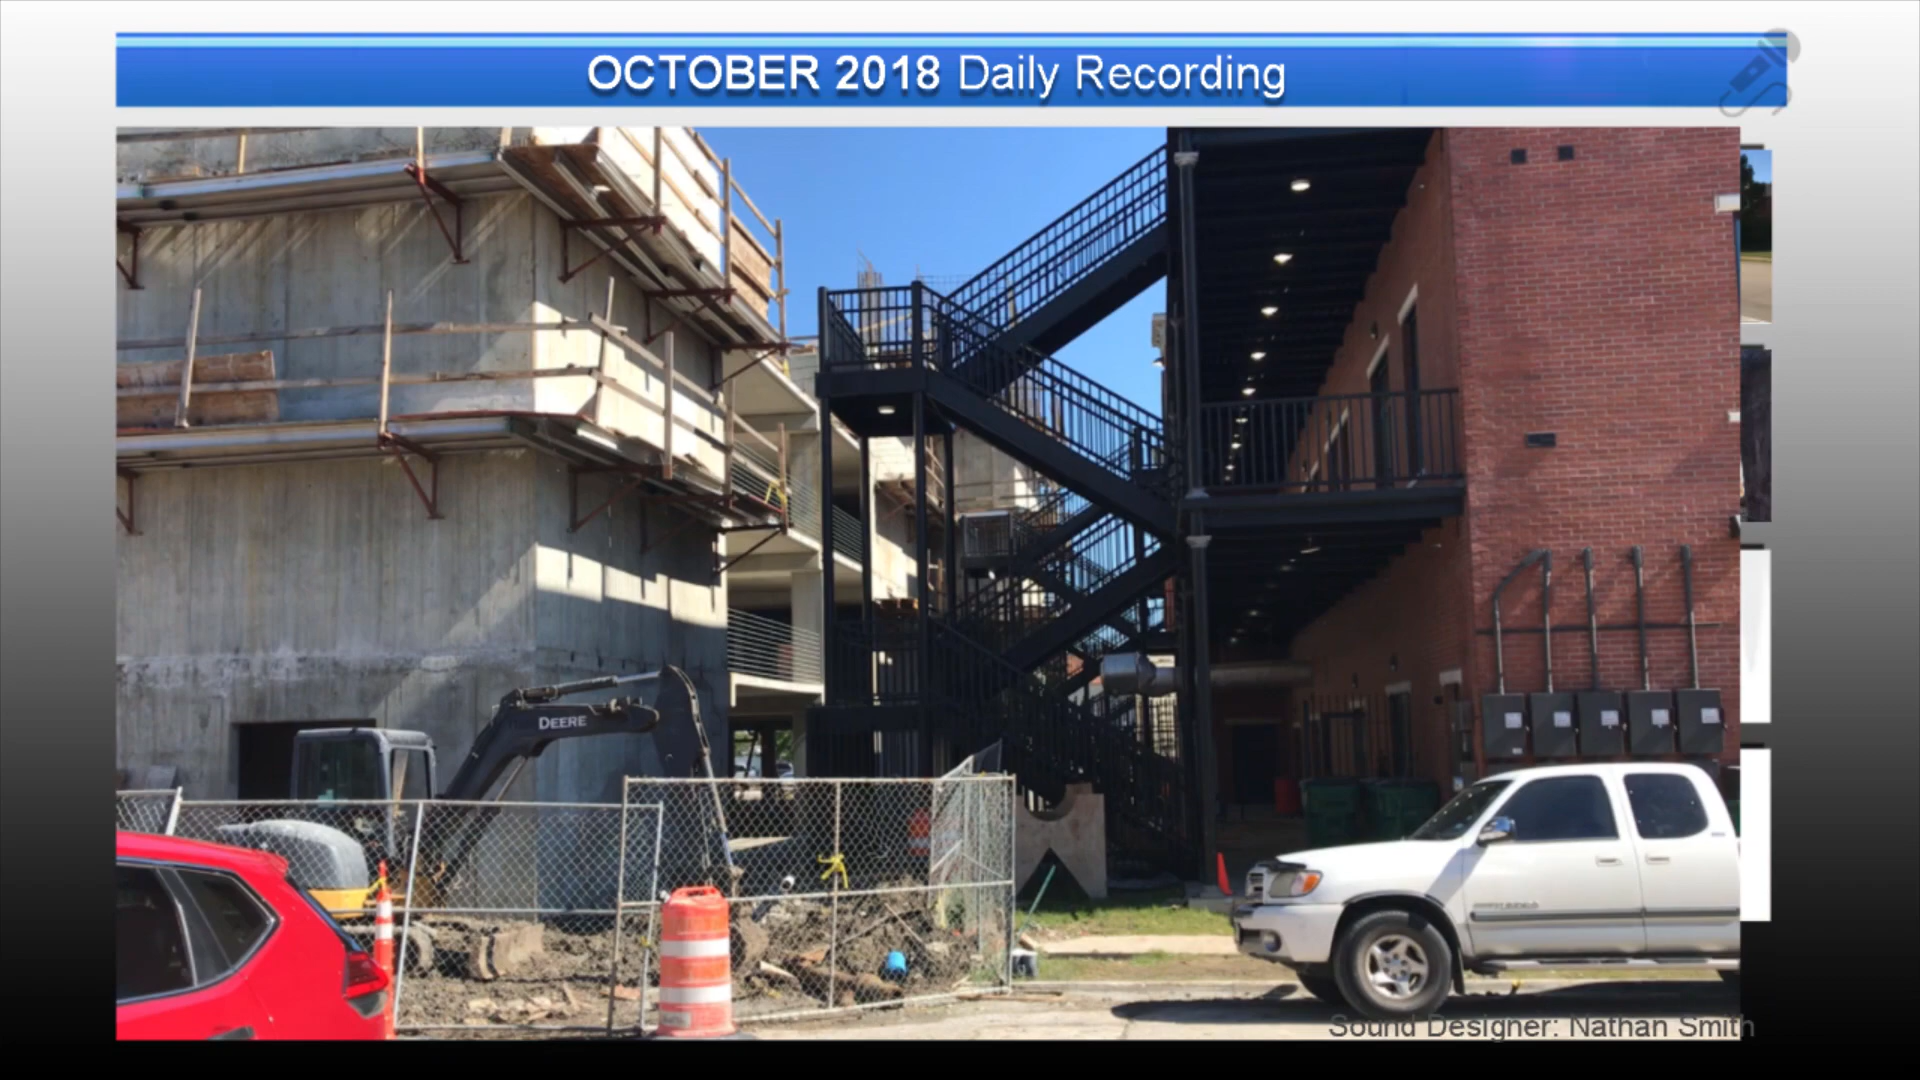 OCTOBER 2018 Daily Recording
DEERE
Sound Designer: Nathan Smith